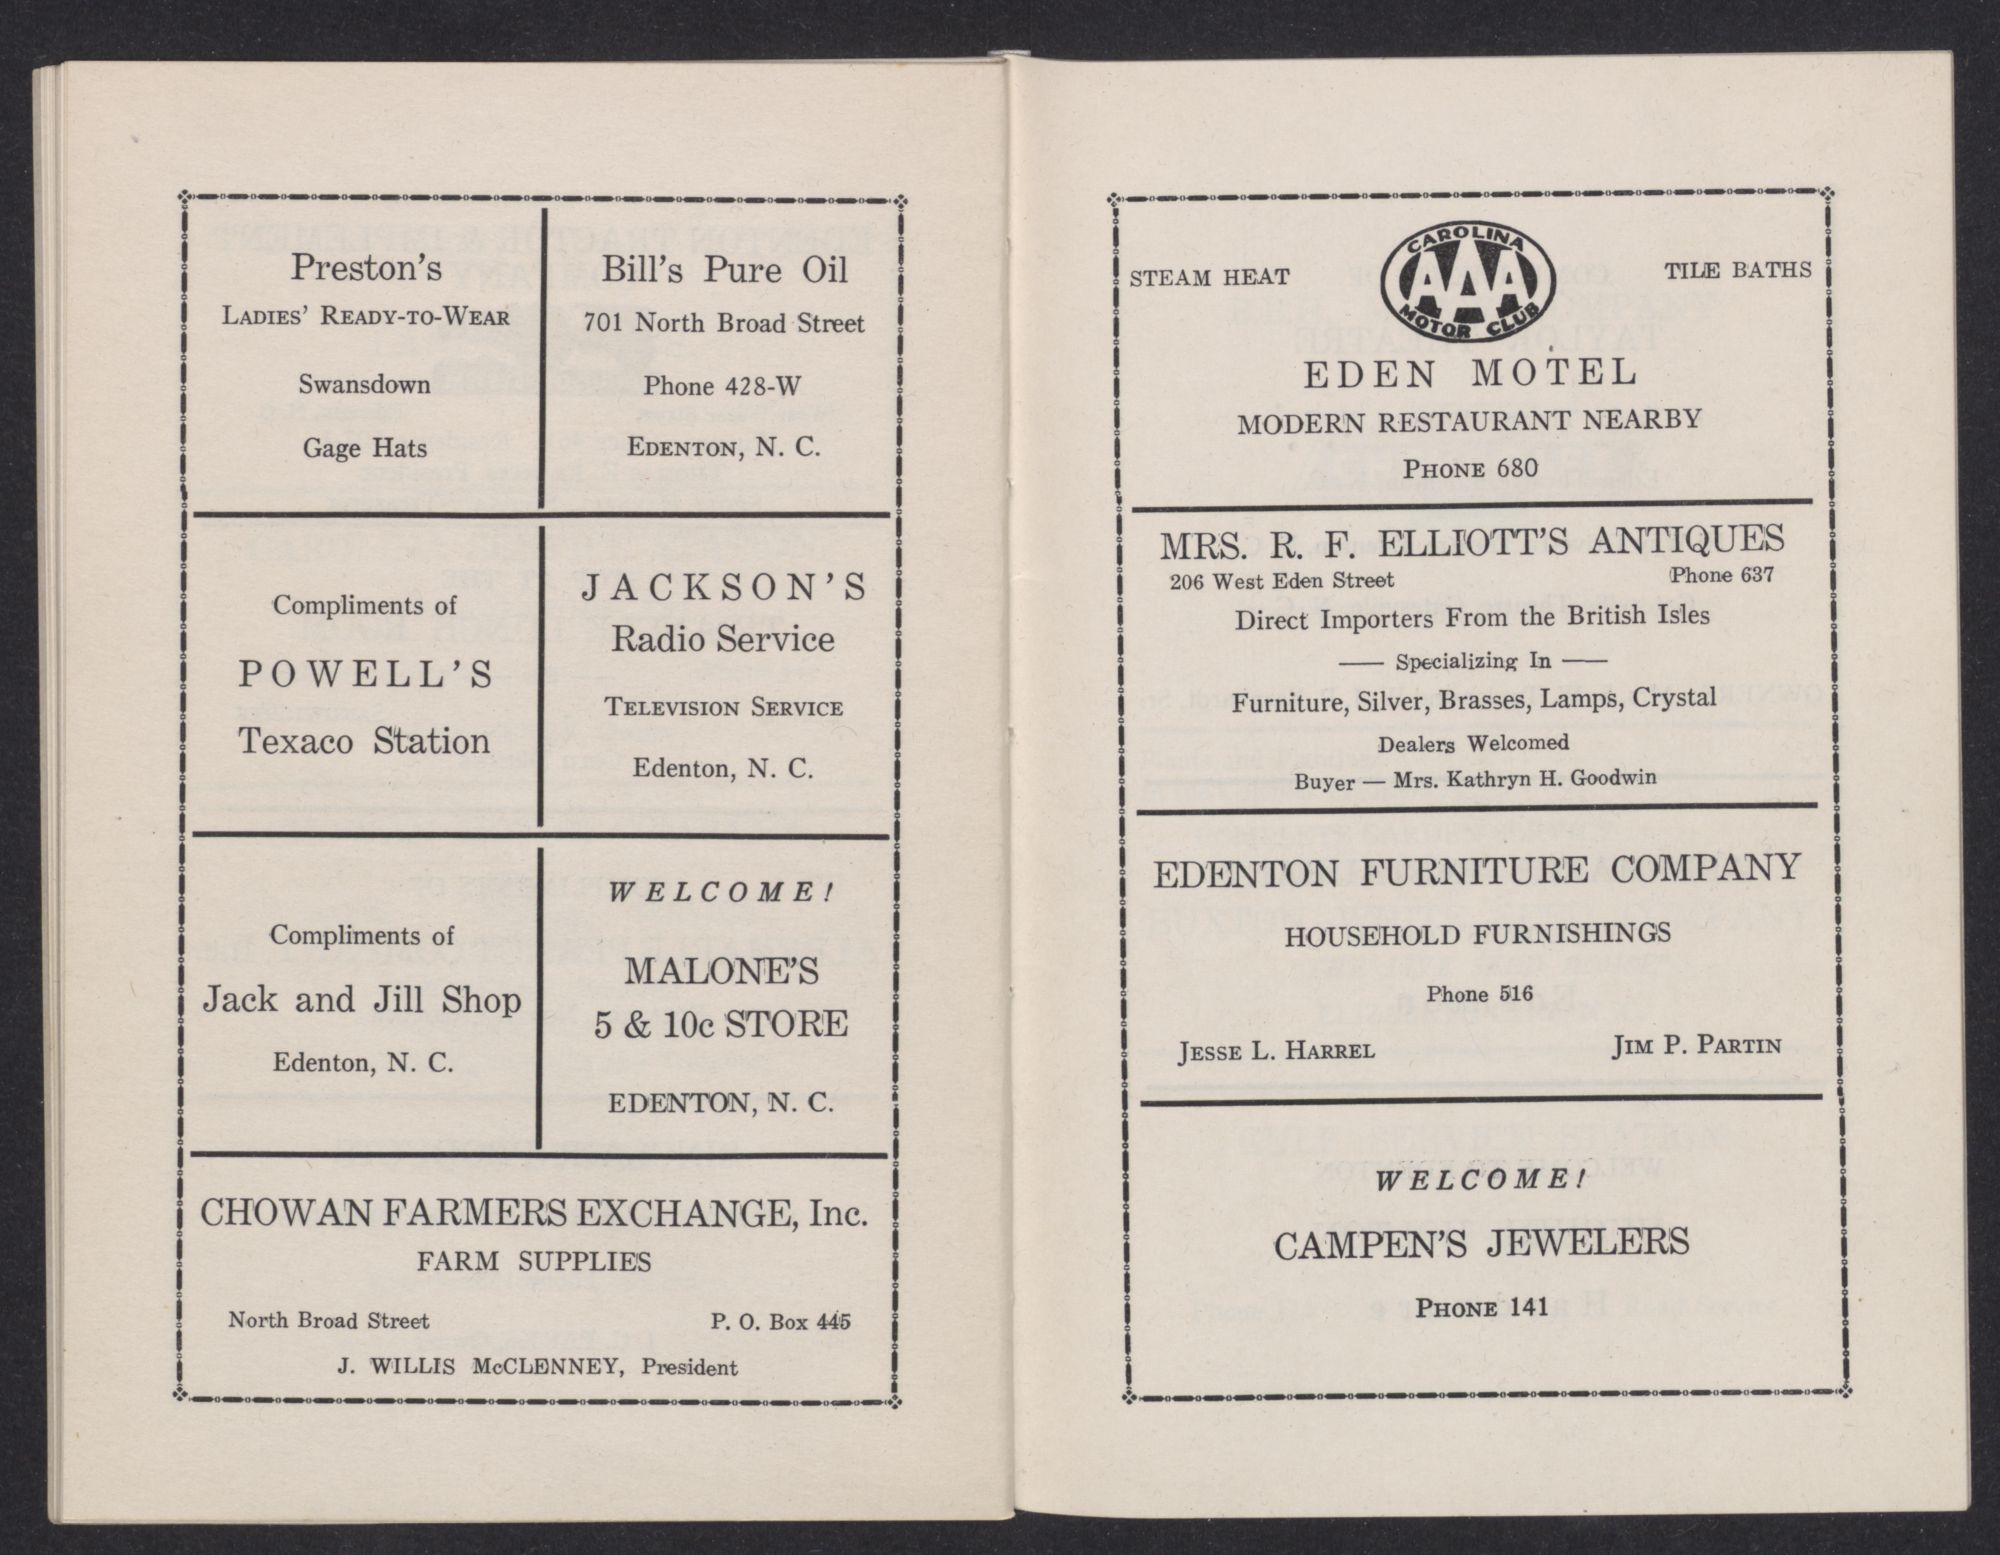 Preston's
Ladies' Ready-to-Wear
Swansdown
Gage Hats
Bill's Pure Oil
701 North Broad Street
Phone 428-W
Edenton, N. C.
Compliments of
POWELL'S
Texaco Station
JACKSON'S
Radio Service
Television Service
Edenton, N. C.
Compliments of
Jack and Jill Shop
Edenton, N. C.
WELCOME!
MALONE'S
5 & 10c STORE
EDENTON, N. C.
CHOWAN FARMERS EXCHANGE, Inc.
FARM SUPPLIES
North Broad Street P. O. Box 445
J. WILLIS McCLENNEY, President
STEAM HEAT
CAROLINA
AAA
MOTOR CLUB
TILE BATHS
EDEN MOTEL
MODERN RESTAURANT NEARBY
Phone 680
MRS. R. F. ELLIOTT'S ANTIQUES
206 West Eden Street Phone 637
Direct Importers From the British Isles
— Specializing In —
Furniture, Silver, Brasses, Lamps, Crystal
Dealers Welcomed
Buyer — Mrs. Kathryn H. Goodwin
EDENTON FURNITURE COMPANY
HOUSEHOLD FURNISHINGS
Phone 516
Jesse L. Harrel Jim P. Partin
WELCOME!
CAMPEN'S JEWELERS
Phone 141